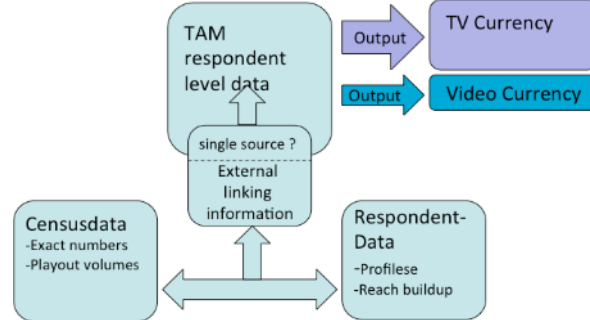 TAM
respondent
level data
Output
TV Currency
Output
Video Currency
single source ?
External
linking
information
Censusdata
-Exact numbers
-Playout volumes
Respondent-
Data
-Profilese
-Reach buildup